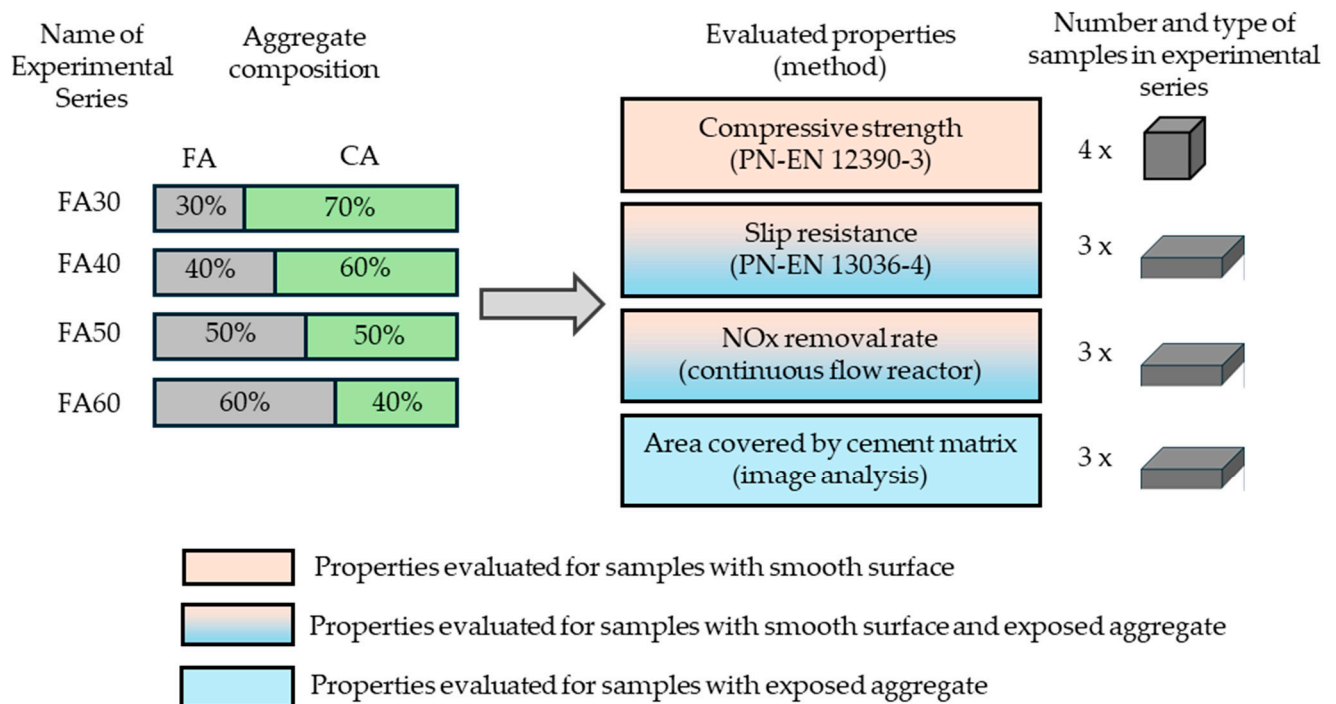 Name of
Experimental
Series
Aggregate
composition
Evaluated properties
(method)
Number and type of
samples in experimental
series
FA
CA
FA30
30%
70%
FA40
40%
60%
FA50
50%
50%
FA60
60%
40%
Compressive strength
(PN-EN 12390-3)
4 x
Slip resistance
(PN-EN 13036-4)
3 x
NOx removal rate
(continuous flow reactor)
3 x
Area covered by cement matrix
(image analysis)
3 x
Properties evaluated for samples with smooth surface
Properties evaluated for samples with smooth surface and exposed aggregate
Properties evaluated for samples with exposed aggregate